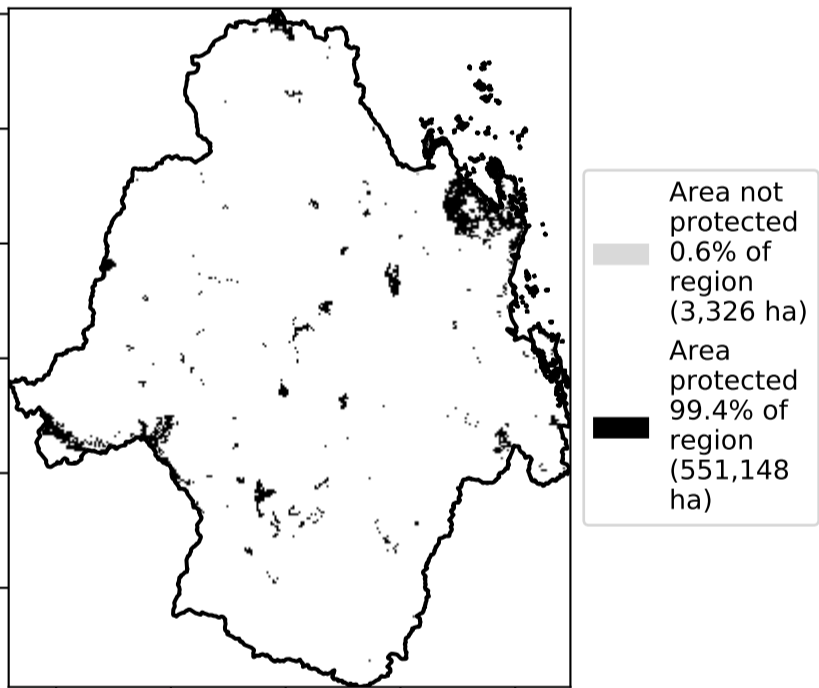 Area not
protected
0.6% of
region
(3,326 ha)
Area
protected
99.4% of
region
(551,148
ha)